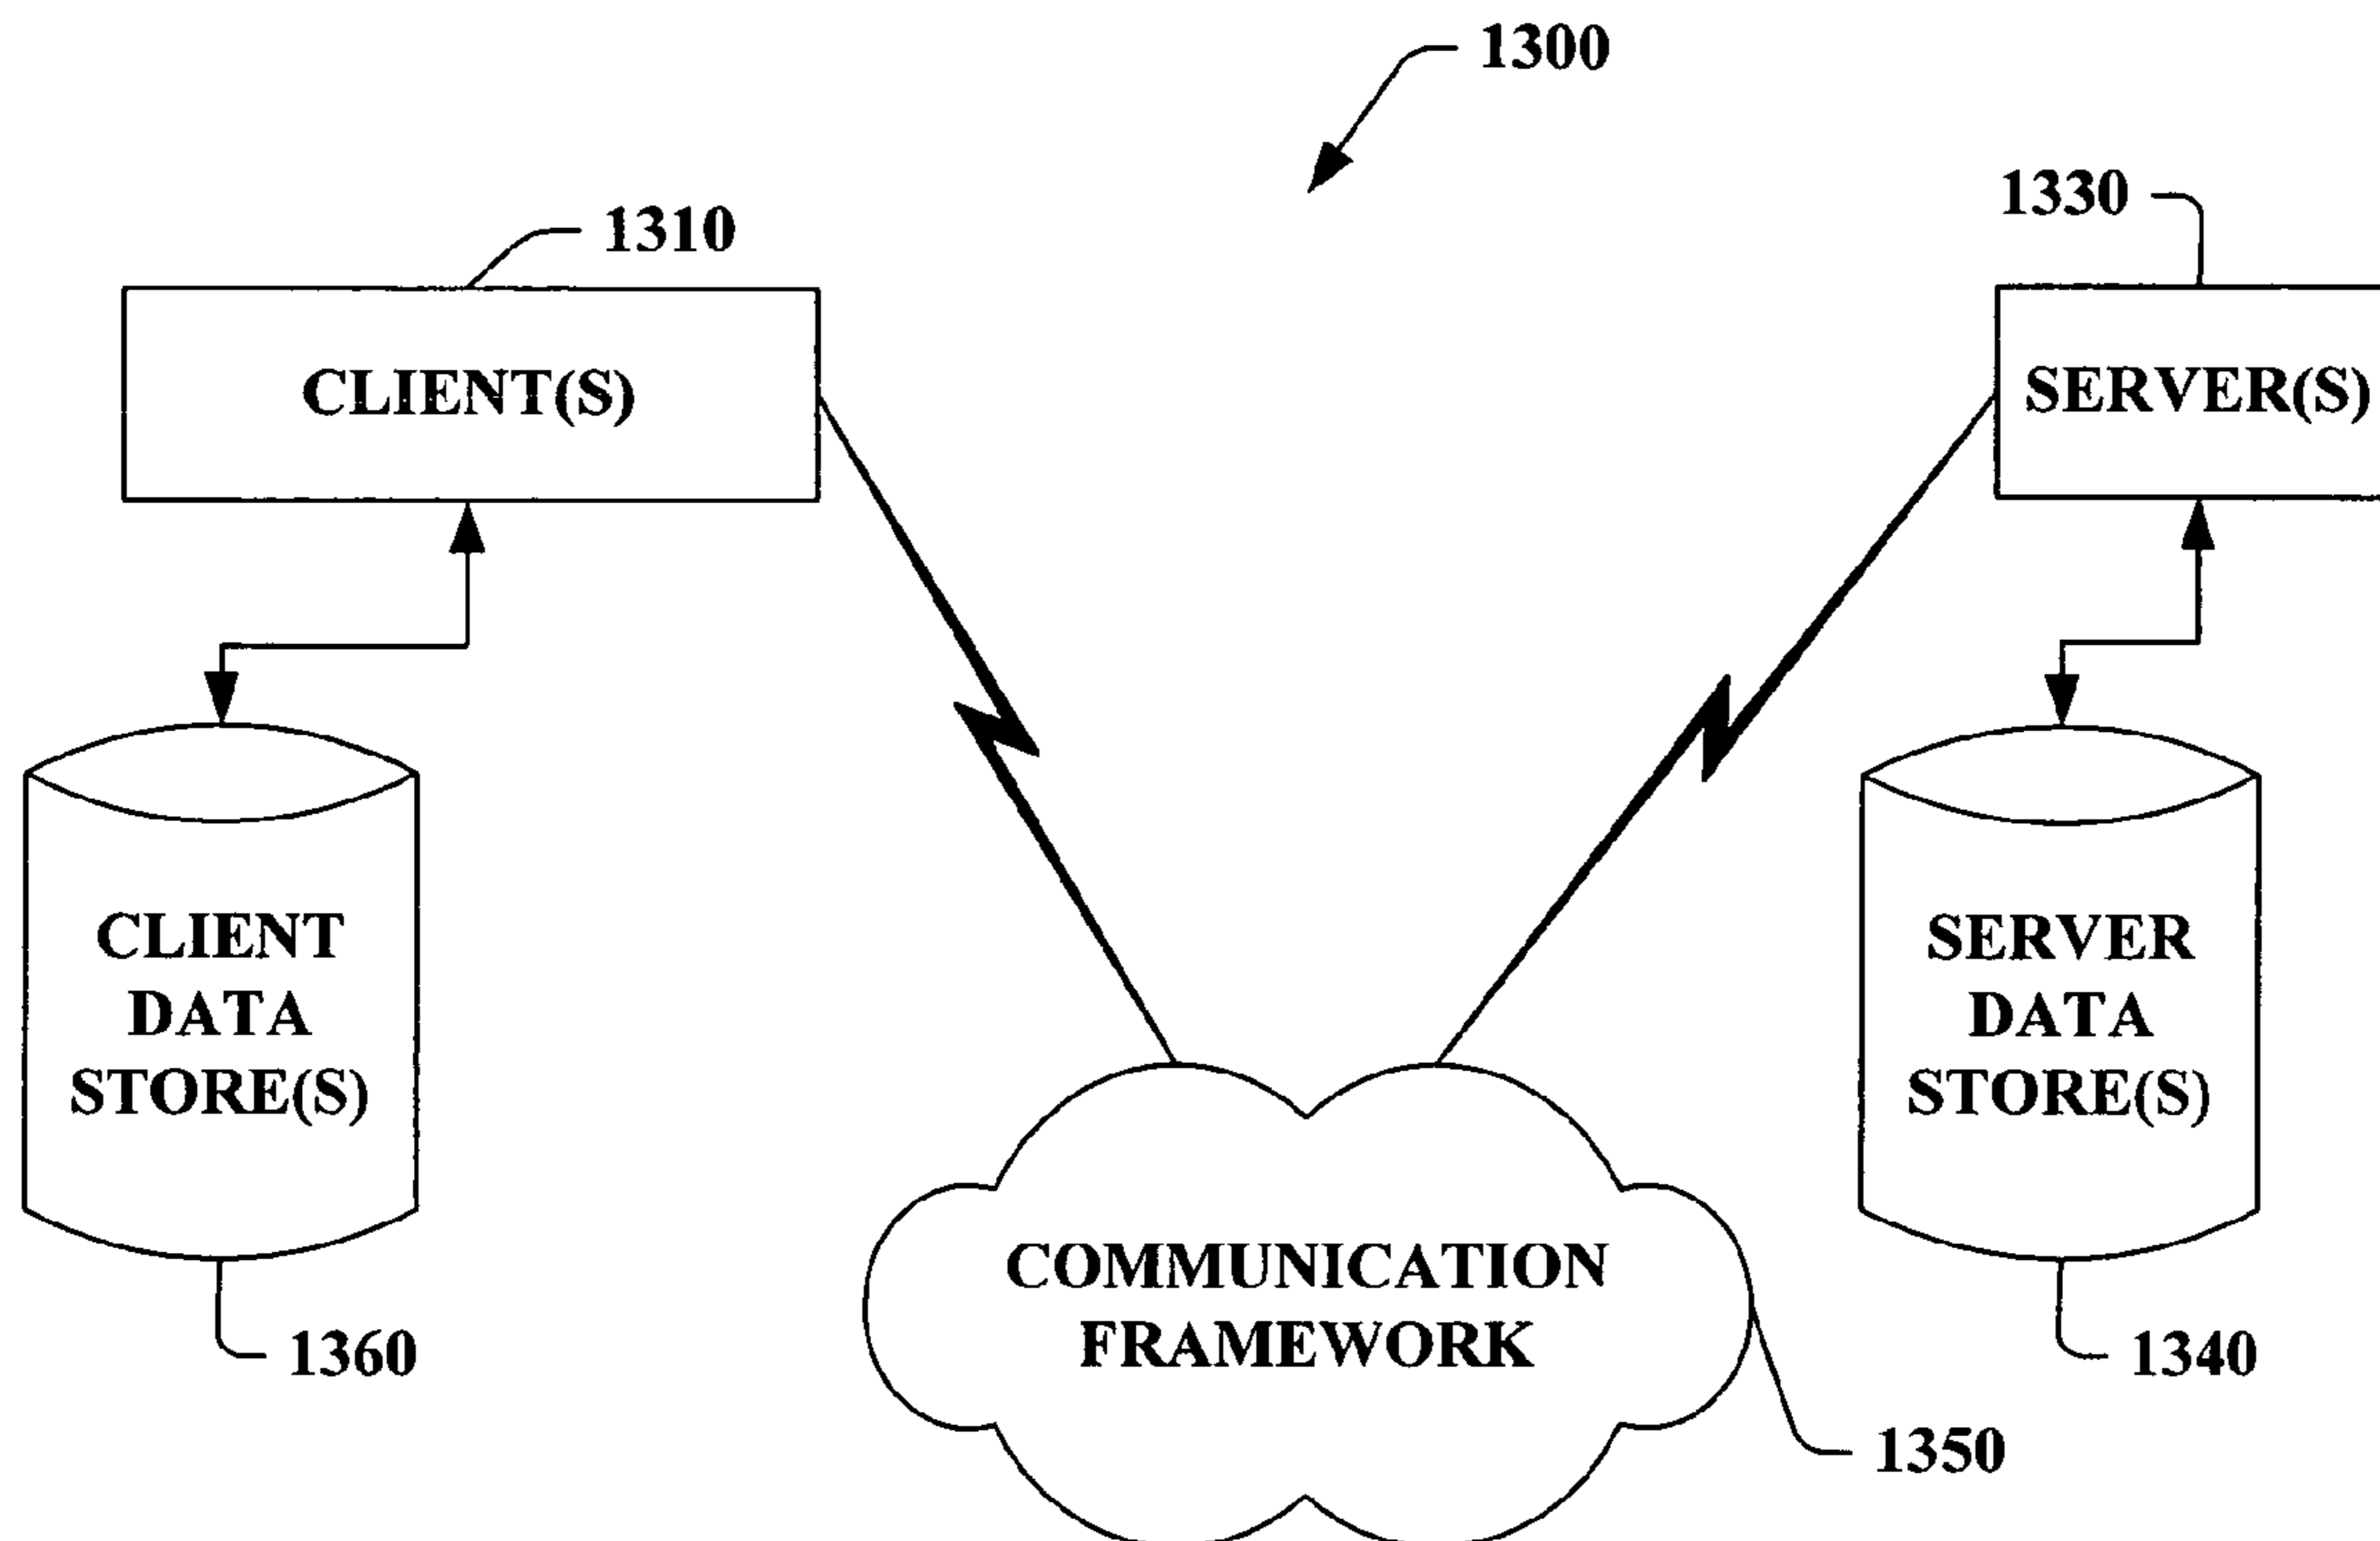 1300
1330
1310
CLIENT(S)
SERVER(S)
CLIENT
DATA
STORE(S)
SERVER
DATA
STORE(S)
COMMUNICATION
FRAMEWORK
1360
1340
1350